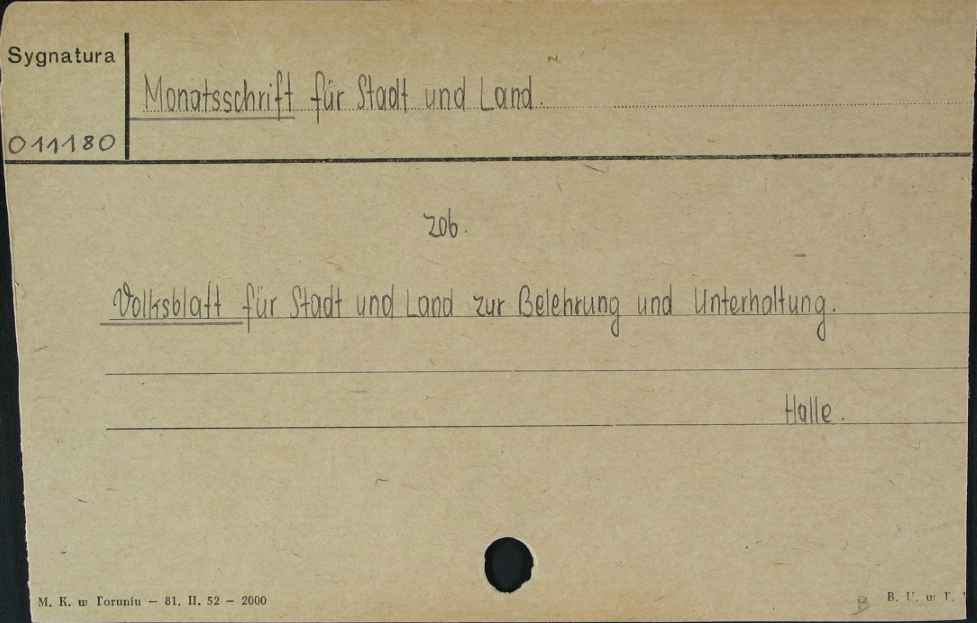 Sygnatura
Monatsschrift für Stadt und Land.
011180
zob.
Volksblatt für Stadt und Land zur Belehrung und Unterhaltung.
Halle.
M. K. w Toruniu — 81. II. 52 — 2000
B. U. w T.